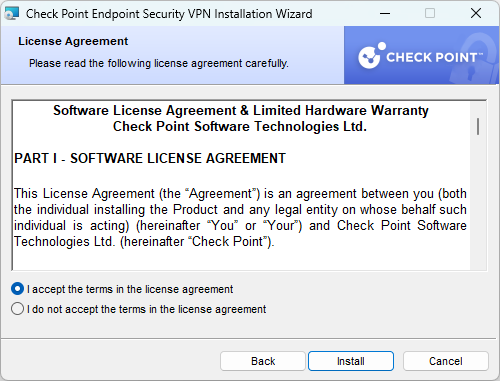 Check Point Endpoint Security VPN Installation Wizard
License Agreement
Please read the following license agreement carefully.
CHECK POINT™
Software License Agreement & Limited Hardware Warranty
Check Point Software Technologies Ltd.
PART I - SOFTWARE LICENSE AGREEMENT
This License Agreement (the “Agreement”) is an agreement between you (both
the individual installing the Product and any legal entity on whose behalf such
individual is acting) (hereinafter “You” or “Your”) and Check Point Software
Technologies Ltd. (hereinafter “Check Point”).
I accept the terms in the license agreement
I do not accept the terms in the license agreement
Back
Install
Cancel